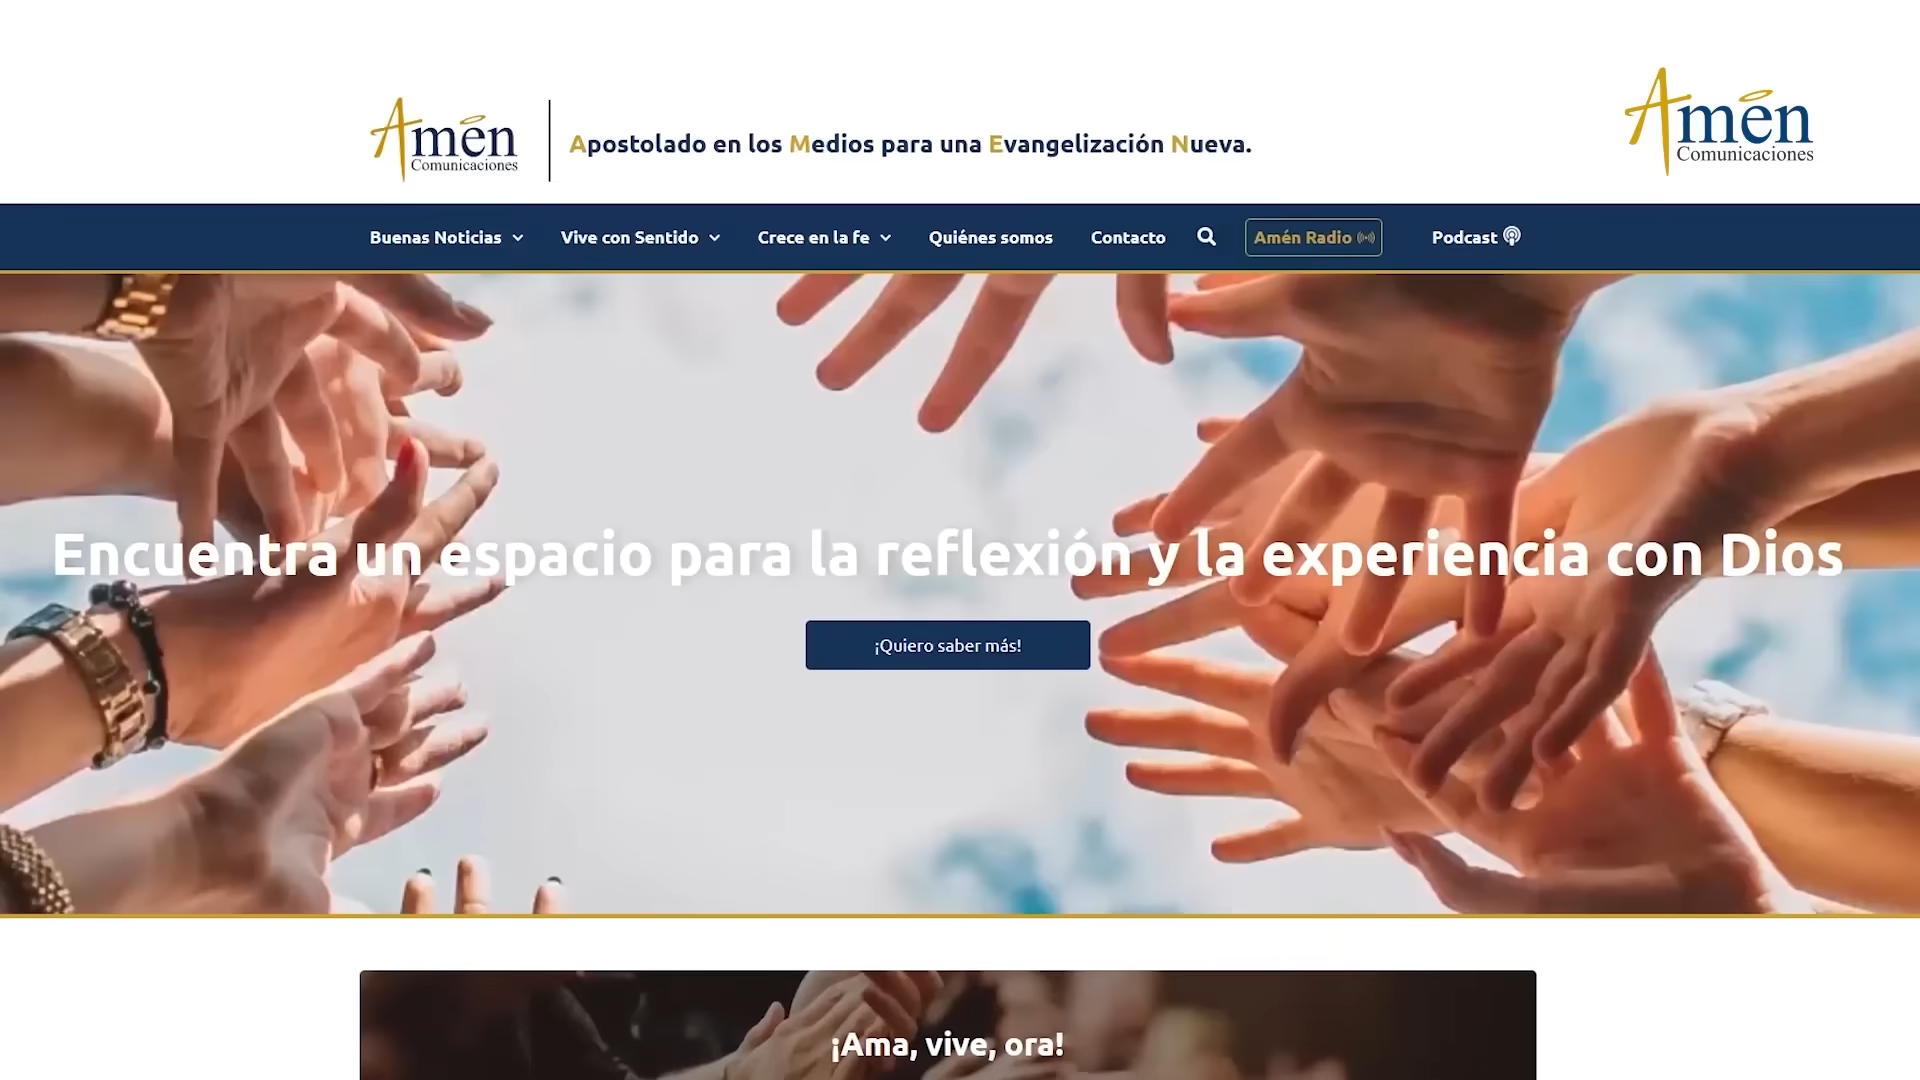 Amén
Comunicaciones
Apostolado en los Medios para una Evangelización Nueva.
Amén
Comunicaciones
Buenas Noticias
Vive con Sentido
Crece en la fe
Quiénes somos
Contacto
Amén Radio
Podcast
Encuentra un espacio para la reflexión y la experiencia con Dios
¡Quiero saber más!
¡Ama, vive, ora!